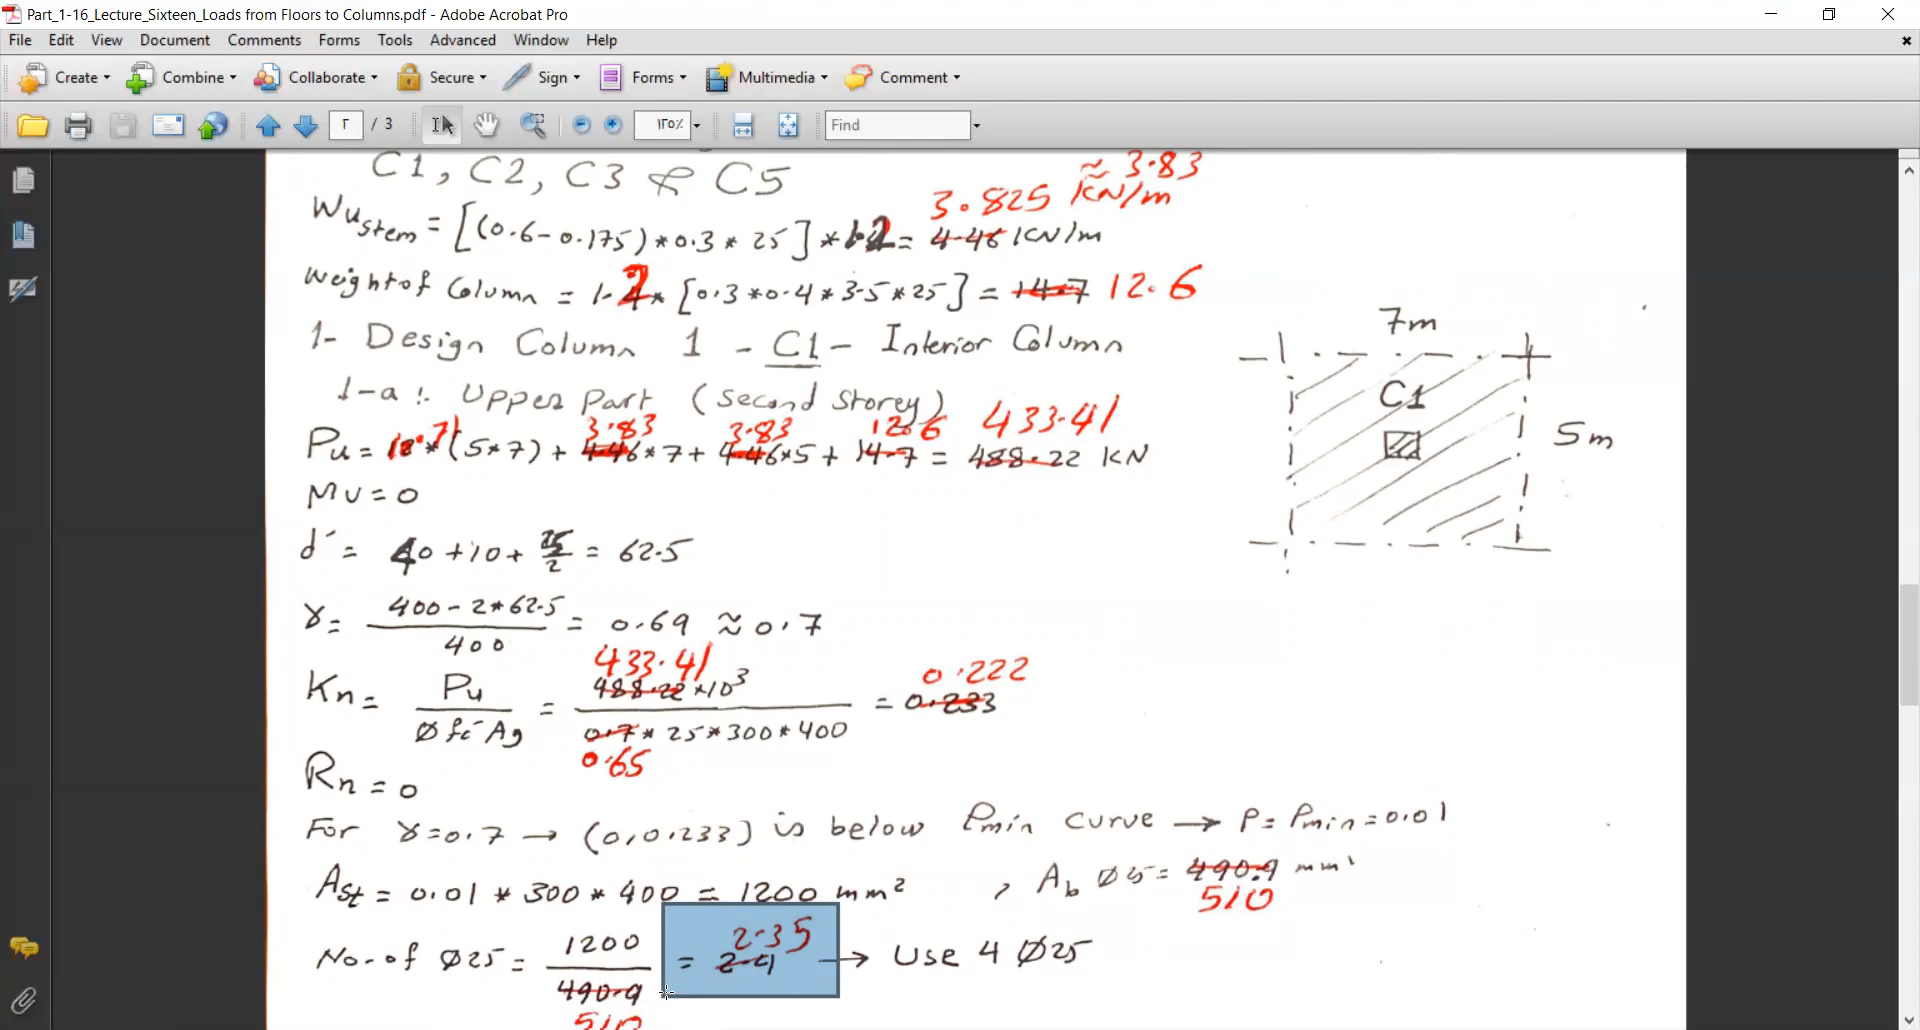 Part_1-16_Lecture_Sixteen_Loads from Floors to Columns.pdf - Adobe Acrobat Pro
File Edit View Document Comments Forms Tools Advanced Window Help
Create Combine Collaborate Secure Sign Forms Multimedia Comment
٢ / 3 ١٢٥٪ Find
C1, C2, C3 & C5
≈ 3.83
3.825 KN/m
Wu stem = [(0.6-0.175)*0.3*25]*1.2 = 4.46 KN/m
Weight of Column = 1.2* [0.3*0.4*3.5*25] = 14.7 12.6
7m
1- Design Column 1 - C1 - Interior Column
C1
5m
1-a: Upper Part (Second Storey)
3.83 3.83 12.6 433.41
Pu = *(5*7) + 4.46*7 + 4.46*5 + 14.7 = 488.22 KN
Mu = 0
d' = 40 + 10 + 25/2 = 62.5
γ = 400 - 2*62.5 / 400 = 0.69 ≈ 0.7
433.41 0.222
Kn = Pu / Ø fc' Ag = 488.22*10³ / 0.7* 25*300*400 = 0.233
0.65
Rn = 0
For γ=0.7 → (0,0.233) is below ρmin curve → ρ = ρmin = 0.01
Ast = 0.01 * 300 * 400 = 1200 mm² , Ab Ø25 = 490.9 mm²
510
2.35
No. of Ø25 = 1200 / 490.9 = 2.4 → Use 4 Ø25
510